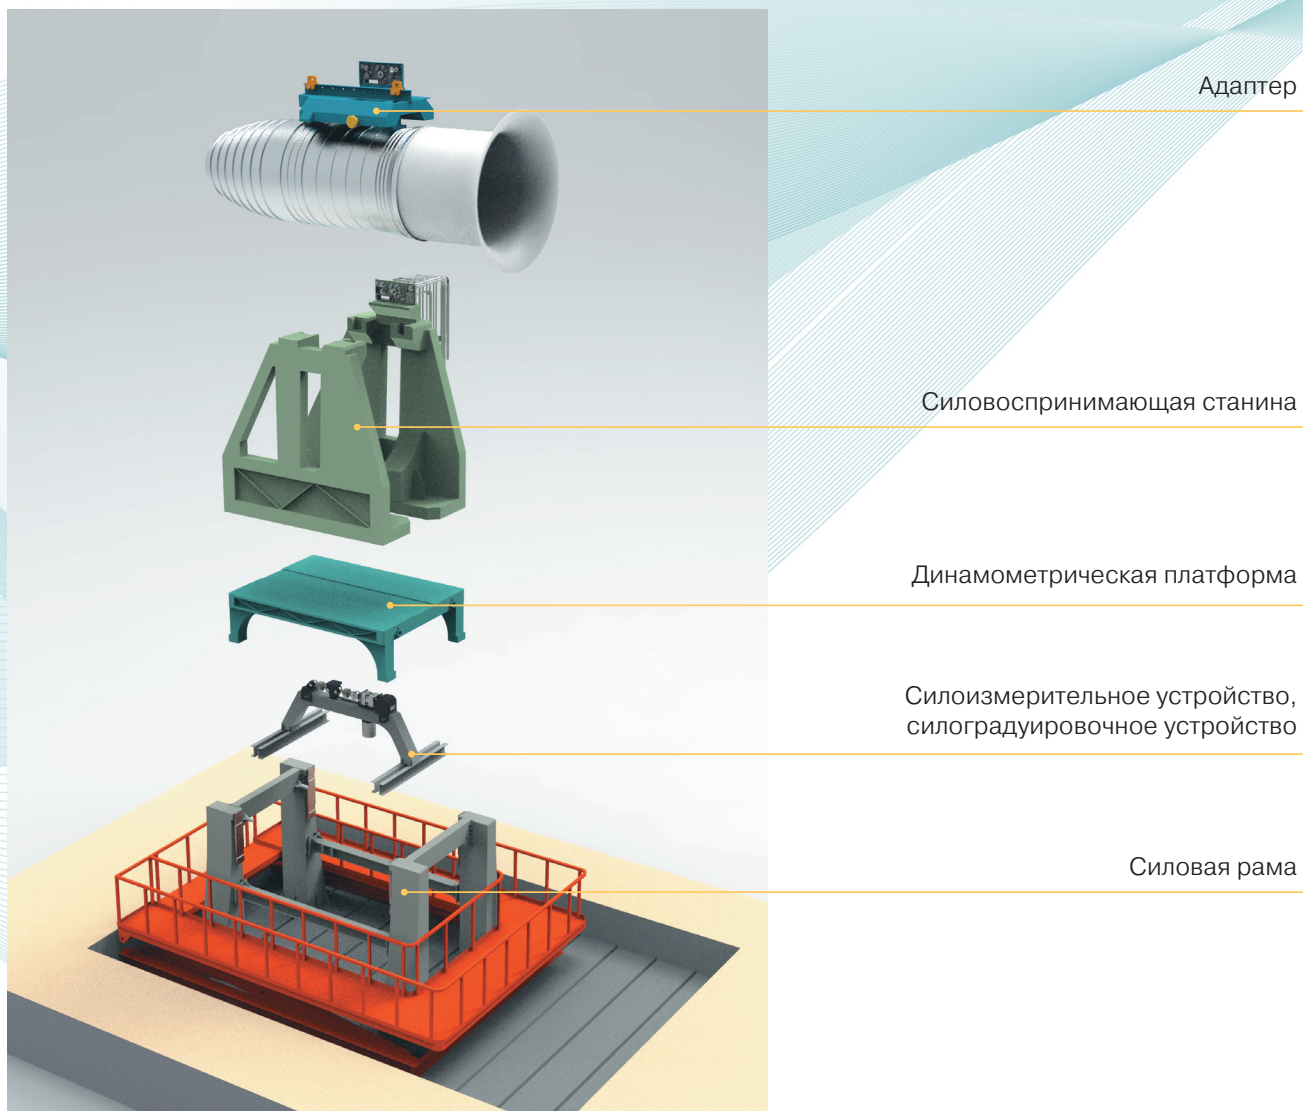 Адаптер
Силовоспринимающая станина
Динамометрическая платформа
Силоизмерительное устройство,
силоградуировочное устройство
Силовая рама